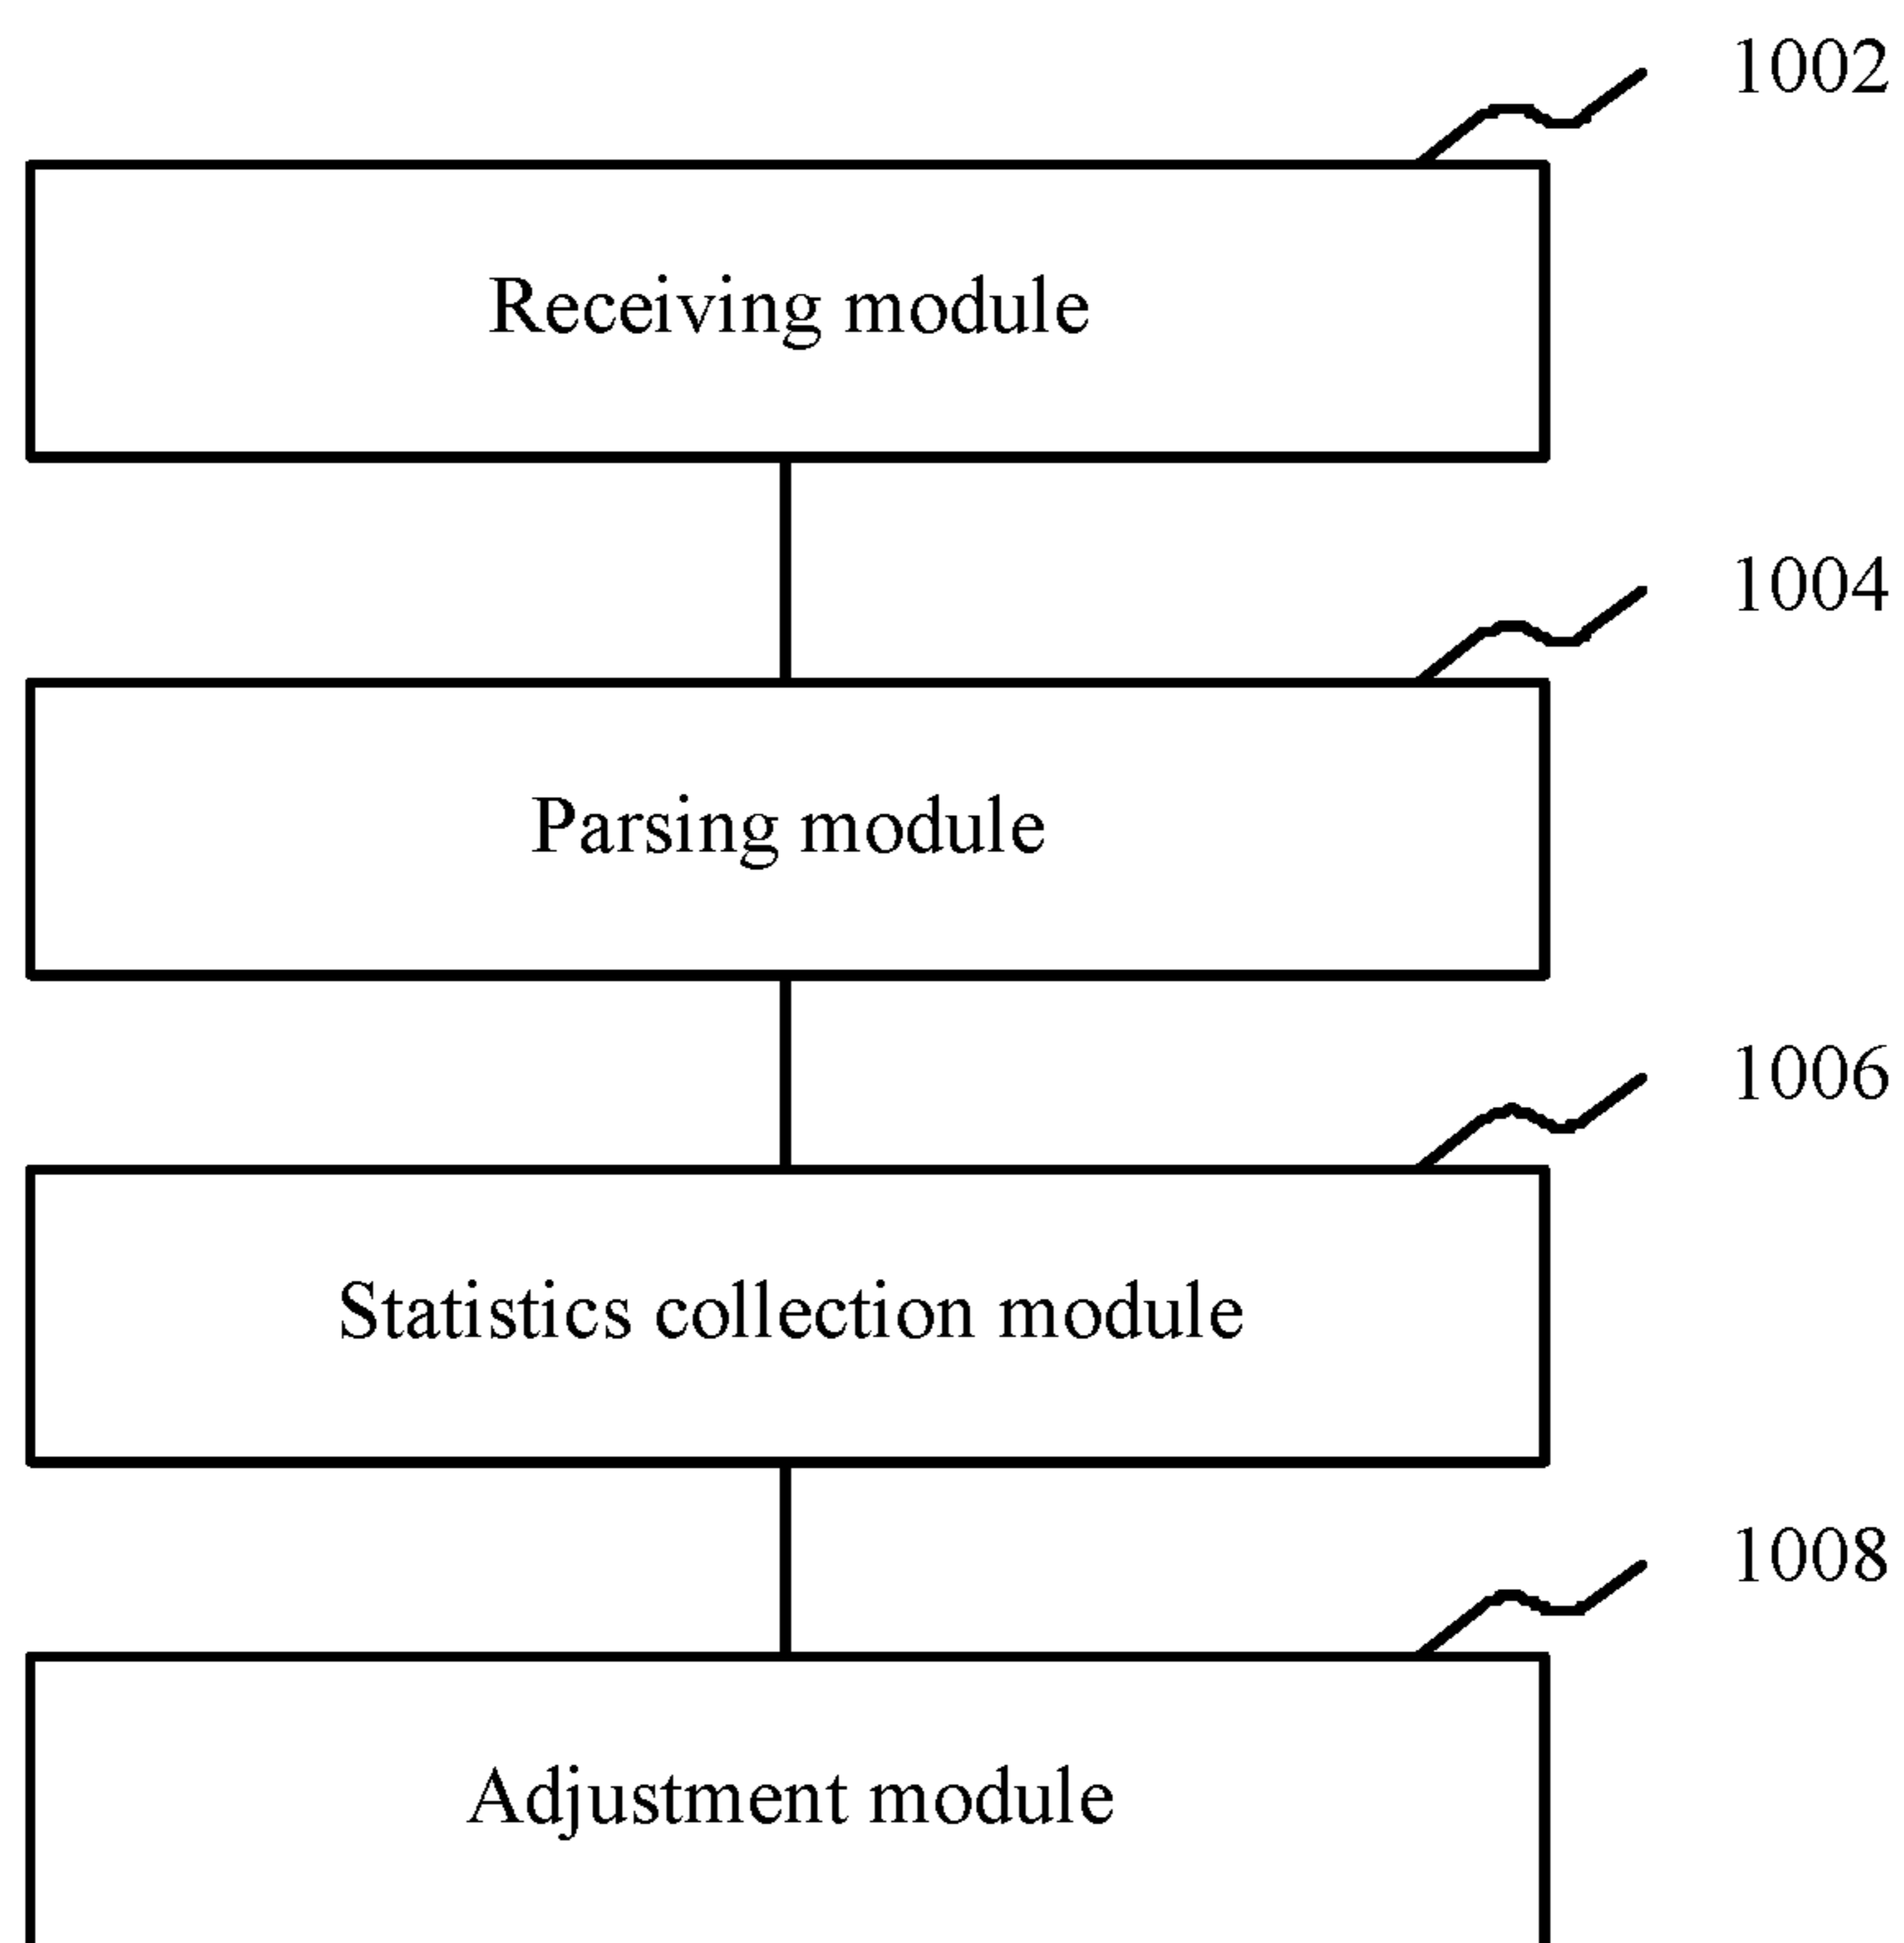 1002
Receiving module
1004
Parsing module
1006
Statistics collection module
1008
Adjustment module